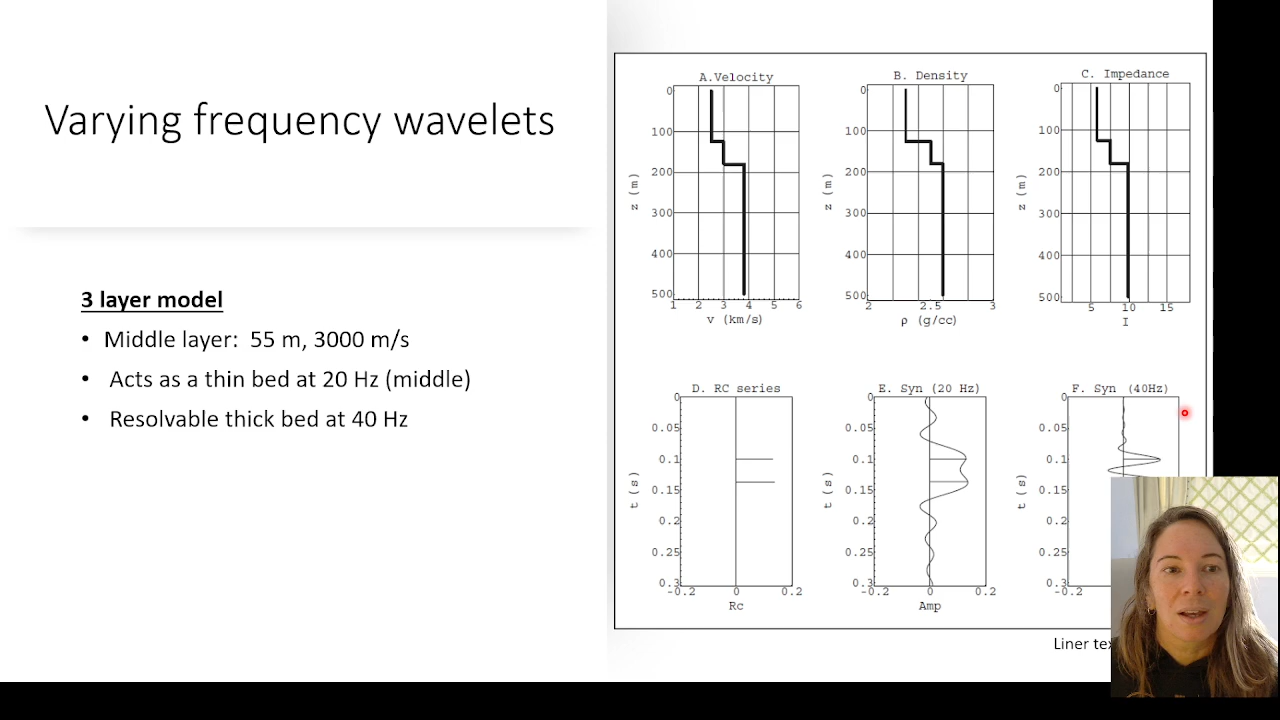 Varying frequency wavelets
3 layer model
• Middle layer: 55 m, 3000 m/s
• Acts as a thin bed at 20 Hz (middle)
• Resolvable thick bed at 40 Hz
A.Velocity
0
100
200
300
400
500
z (m)
1 2 3 4 5 6
v (km/s)
B. Density
0
100
200
300
400
500
z (m)
2 2.5 3
ρ (g/cc)
C. Impedance
0
100
200
300
400
500
z (m)
5 10 15
I
D. RC series
0
0.05
0.1
0.15
0.2
0.25
0.3
t (s)
-0.2 0 0.2
Rc
E. Syn (20 Hz)
0
0.05
0.1
0.15
0.2
0.25
0.3
t (s)
-0.2 0 0.2
Amp
F. Syn (40Hz)
0
0.05
0.1
0.15
0.2
0.25
0.3
t (s)
-0.2
Liner